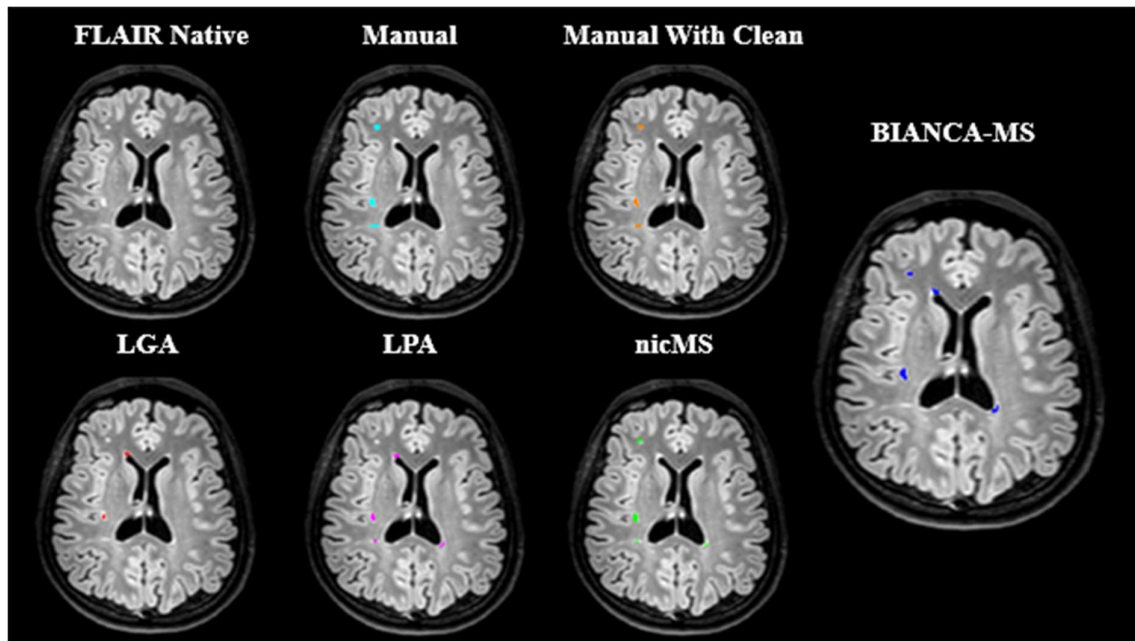 FLAIR Native
Manual
Manual With Clean
BIANCA-MS
LGA
LPA
nicMS